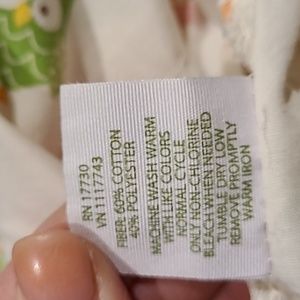 RN 17730
VN 1117743
FIBER: 60% COTTON
40% POLYESTER
MACHINE WASH WARM
WITH LIKE COLORS
NORMAL CYCLE
ONLY NON-CHLORINE
BLEACH WHEN NEEDED
TUMBLE DRY LOW
REMOVE PROMPTLY
WARM IRON